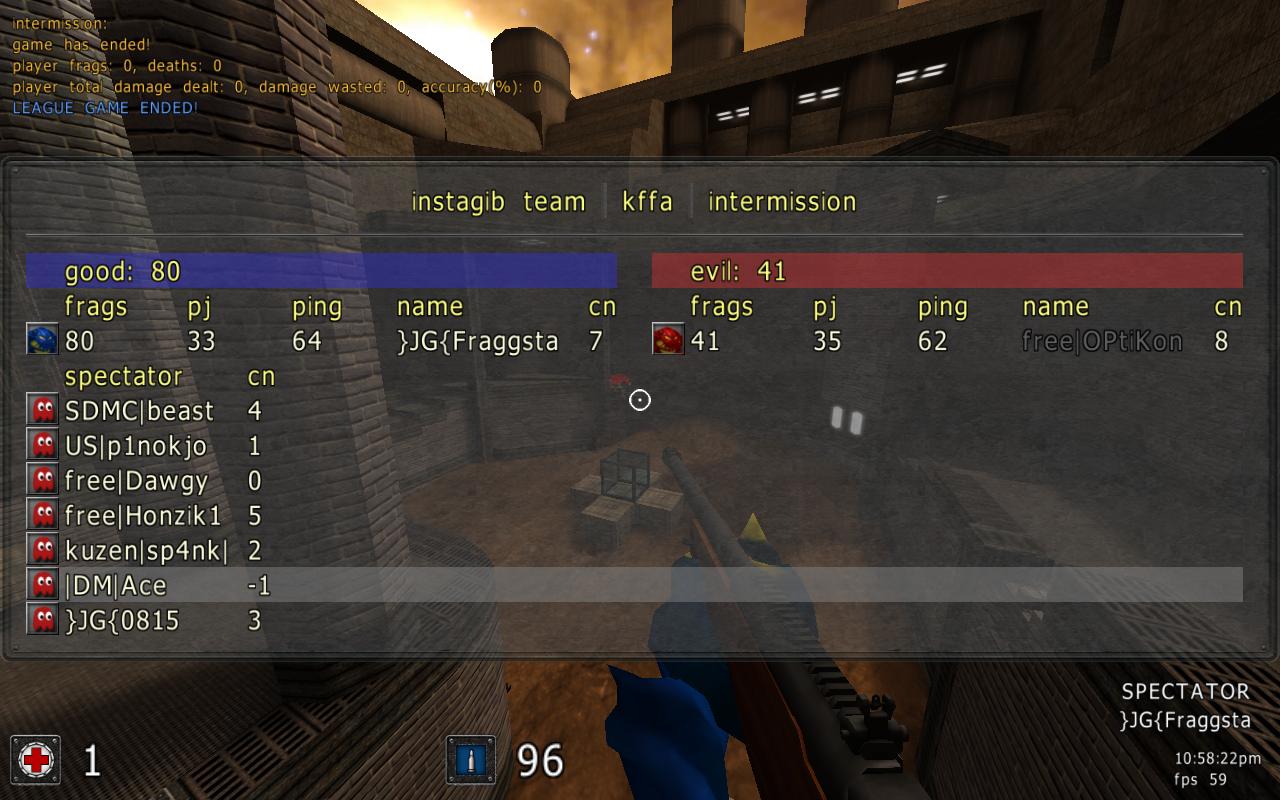 intermission:
game has ended!
player frags: 0, deaths: 0
player total damage dealt: 0, damage wasted: 0, accuracy(%): 0
LEAGUE GAME ENDED!
instagib team kffa intermission
good: 80
frags pj ping name cn
80 33 64 }JG{Fraggsta 7
evil: 41
frags pj ping name cn
41 35 62 free|OPtiKon 8
spectator cn
SDMC|beast 4
US|p1nokjo 1
free|Dawgy 0
free|Honzik1 5
kuzen|sp4nk| 2
|DM|Ace -1
}JG{0815 3
SPECTATOR
}JG{Fraggsta
1
96
10:58:22pm
fps 59